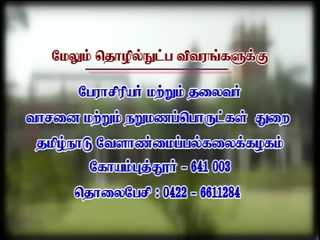 மேலும் தொழில்நுட்ப விவரங்களுக்கு
பேராசிரியர் மற்றும் தலைவர்
வாசனை மற்றும் நறுமணப்பொருட்கள் துறை
தமிழ்நாடு வேளாண்மைப்பல்கலைக்கழகம்
கோயம்புத்தூர் - 641 003
தொலைபேசி : 0422 - 6611284